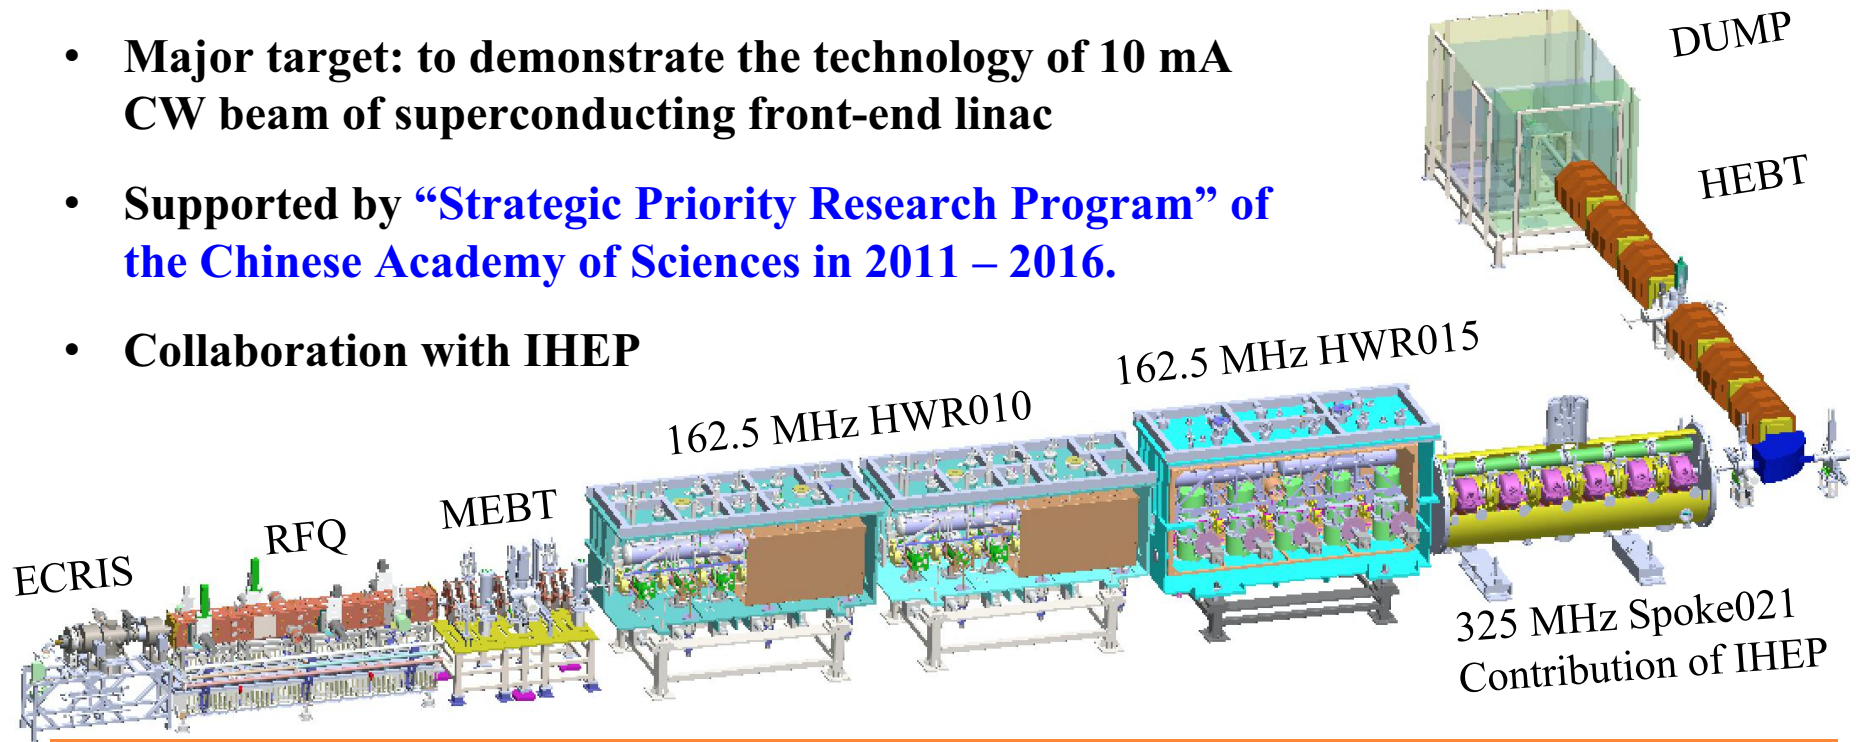 • Major target: to demonstrate the technology of 10 mA
CW beam of superconducting front-end linac
• Supported by “Strategic Priority Research Program” of
the Chinese Academy of Sciences in 2011 – 2016.
• Collaboration with IHEP
DUMP
HEBT
162.5 MHz HWR015
162.5 MHz HWR010
MEBT
RFQ
ECRIS
325 MHz Spoke021
Contribution of IHEP